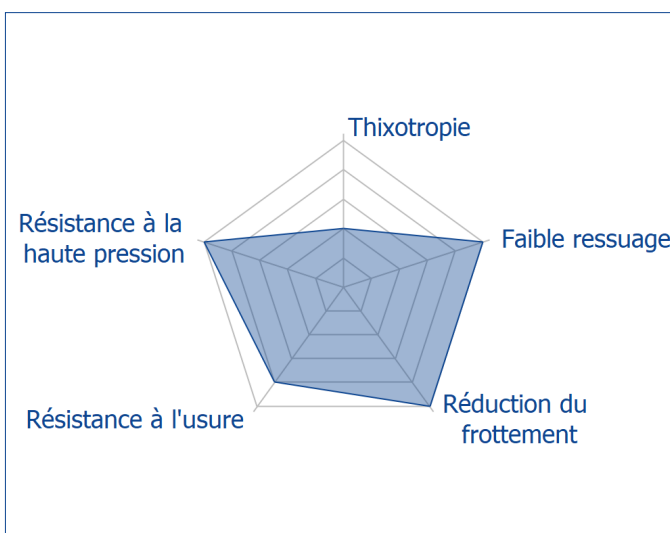 Thixotropie
Résistance à la
haute pression
Faible ressuage
Résistance à l'usure
Réduction du
frottement